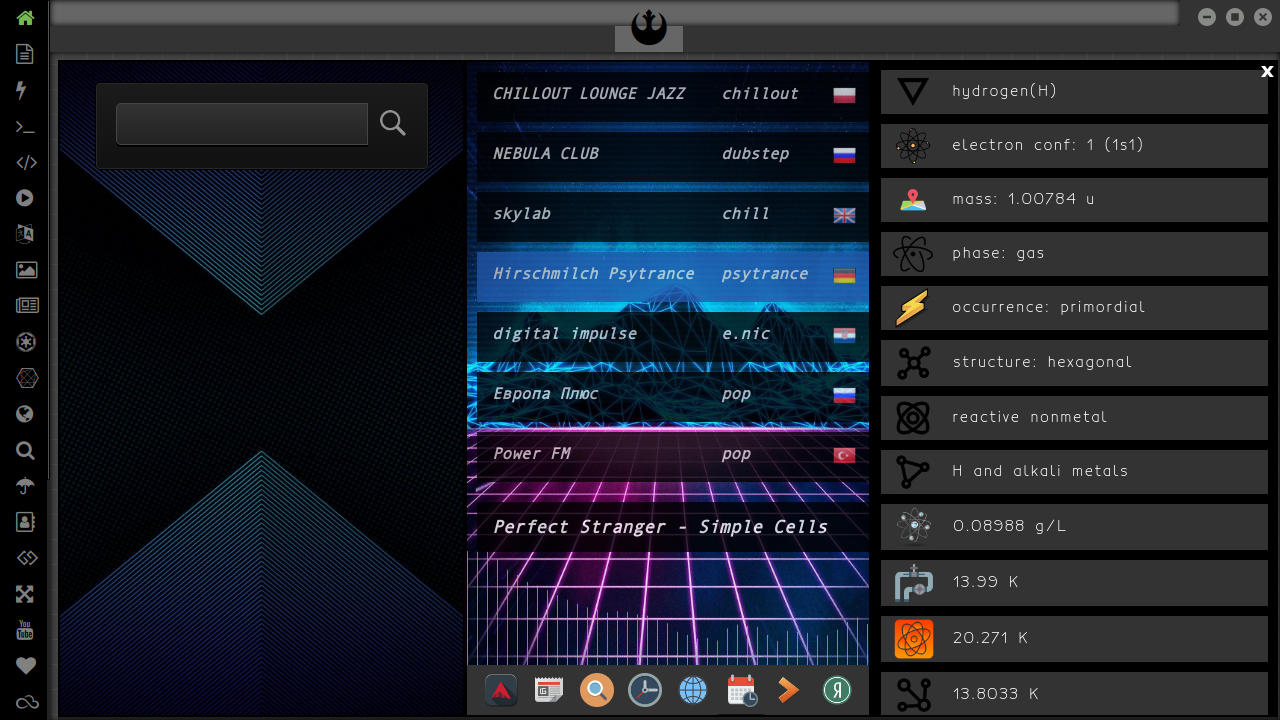 CHILLOUT LOUNGE JAZZ chillout
NEBULA CLUB dubstep
skylab chill
Hirschmilch Psytrance psytrance
digital impulse e.nic
Европа Плюс pop
Power FM pop
Perfect Stranger - Simple Cells
Я
x
hydrogen(H)
electron conf: 1 (1s1)
mass: 1.00784 u
phase: gas
occurrence: primordial
structure: hexagonal
reactive nonmetal
H and alkali metals
0.08988 g/L
13.99 K
20.271 K
13.8033 K
You
Tube